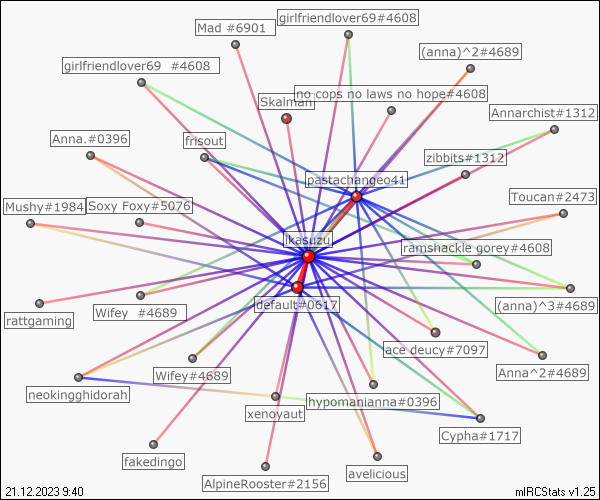 girlfriendlover69#4608
Mad #6901
(anna)^2#4689
girlfriendlover69  #4608
no cops no laws no hope#4608
Skalman
Annarchist#1312
Anna.#0396
frisout
zibbits#1312
pastachangeo41
Toucan#2473
Mushy#1984
Soxy Foxy#5076
ikasuzu
ramshackle gorey#4608
default#0617
(anna)^3#4689
Wifey  #4689
rattgaming
ace deucy#7097
Wifey#4689
Anna^2#4689
neokingghidorah
hypomanianna#0396
xenoyaut
Cypha#1717
fakedingo
avelicious
AlpineRooster#2156
21.12.2023 9:40
mIRCStats v1.25